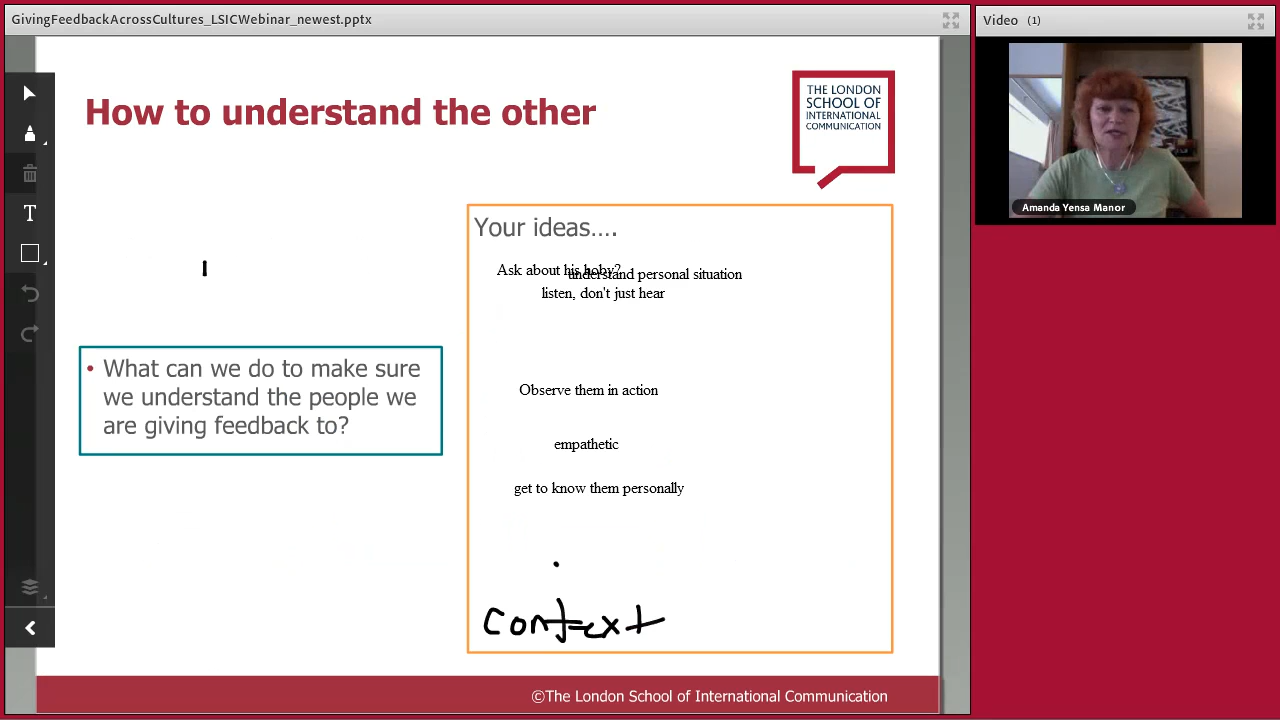 GivingFeedbackAcrossCultures_LSICWebinar_newest.pptx
Video (1)
How to understand the other
THE LONDON
SCHOOL OF
INTERNATIONAL
COMMUNICATION
Amanda Yensa Manor
T
Your ideas....
Ask about his hoby?
understand personal situation
listen, don't just hear
• What can we do to make sure
we understand the people we
are giving feedback to?
Observe them in action
empathetic
get to know them personally
context
©The London School of International Communication